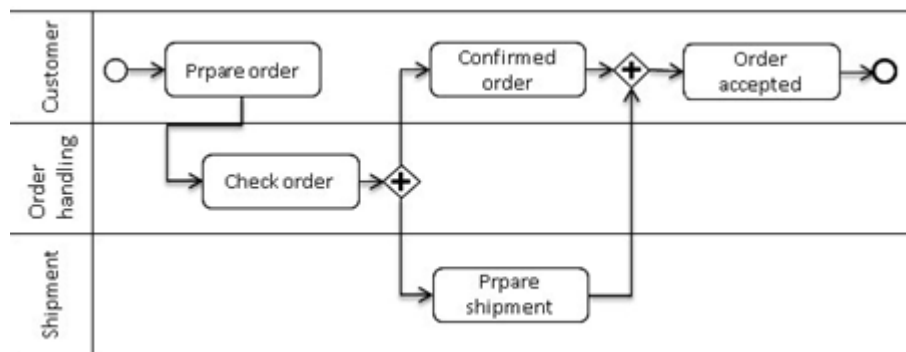 Customer
Prpare order
Confirmed
order
Order
accepted
Order
handling
Check order
Shipment
Prpare
shipment